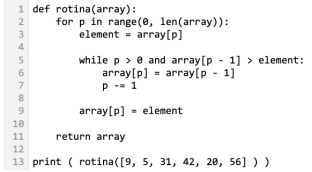 1 def rotina(array):
2     for p in range(0, len(array)):
3         element = array[p]
4
5         while p > 0 and array[p - 1] > element:
6             array[p] = array[p - 1]
7             p -= 1
8
9         array[p] = element
10
11     return array
12
13 print ( rotina([9, 5, 31, 42, 20, 56] ) )